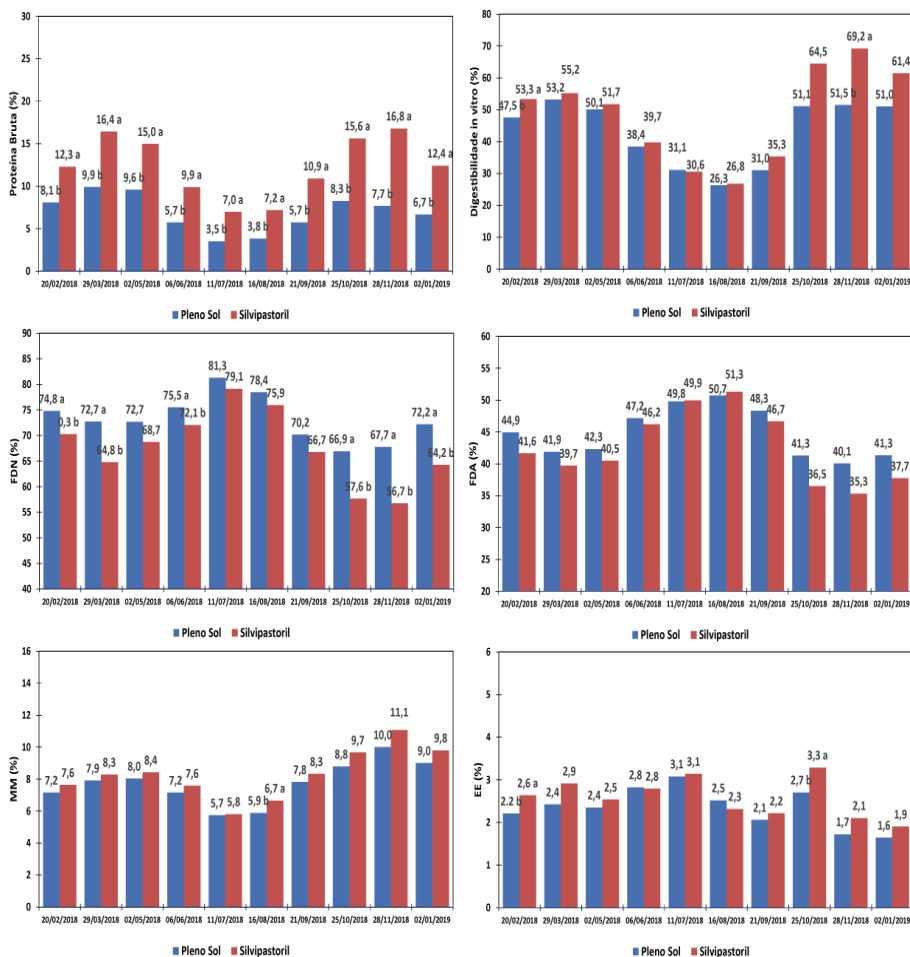 Proteína Bruta (%)
30
25
20
15
10
5
0
8,1 b 12,3 a 9,9 b 16,4 a 9,6 b 15,0 a 5,7 b 9,9 a 3,5 b 7,0 a 3,8 b 7,2 a 5,7 b 10,9 a 8,3 b 15,6 a 7,7 b 16,8 a 6,7 b 12,4 a
20/02/2018 29/03/2018 02/05/2018 06/06/2018 11/07/2018 16/08/2018 21/09/2018 25/10/2018 28/11/2018 02/01/2019
Pleno Sol Silvipastoril
Digestibilidade in vitro (%)
80
70
60
50
40
30
20
10
0
47,5 b 53,3 a 53,2 55,2 50,1 51,7 38,4 39,7 31,1 30,6 26,3 26,8 31,0 35,3 51,1 64,5 51,5 b 69,2 a 51,0 61,4
20/02/2018 29/03/2018 02/05/2018 06/06/2018 11/07/2018 16/08/2018 21/09/2018 25/10/2018 28/11/2018 02/01/2019
Pleno Sol Silvipastoril
FDN (%)
90
85
80
75
70
65
60
55
50
45
40
74,8 a 0,3 b 72,7 a 64,8 b 72,7 68,7 75,5 a 72,1 b 81,3 79,1 78,4 75,9 70,2 66,7 66,9 a 57,6 b 67,7 a 56,7 b 72,2 a 64,2 b
20/02/2018 29/03/2018 02/05/2018 06/06/2018 11/07/2018 16/08/2018 21/09/2018 25/10/2018 28/11/2018 02/01/2019
Pleno Sol Silvipastoril
FDA (%)
60
55
50
45
40
35
30
25
20
44,9 41,6 41,9 39,7 42,3 40,5 47,2 46,2 49,8 49,9 50,7 51,3 48,3 46,7 41,3 36,5 40,1 35,3 41,3 37,7
20/02/2018 29/03/2018 02/05/2018 06/06/2018 11/07/2018 16/08/2018 21/09/2018 25/10/2018 28/11/2018 02/01/2019
Pleno Sol Silvipastoril
MM (%)
16
14
12
10
8
6
4
2
0
7,2 7,6 7,9 8,3 8,0 8,4 7,2 7,6 5,7 5,8 5,9 b 6,7 a 7,8 8,3 8,8 9,7 10,0 11,1 9,0 9,8
20/02/2018 29/03/2018 02/05/2018 06/06/2018 11/07/2018 16/08/2018 21/09/2018 25/10/2018 28/11/2018 02/01/2019
Pleno Sol Silvipastoril
EE (%)
6
5
4
3
2
1
0
2,2 b 2,6 a 2,4 2,9 2,4 2,5 2,8 2,8 3,1 3,1 2,5 2,3 2,1 2,2 2,7 b 3,3 a 1,7 2,1 1,6 1,9
20/02/2018 29/03/2018 02/05/2018 06/06/2018 11/07/2018 16/08/2018 21/09/2018 25/10/2018 28/11/2018 02/01/2019
Pleno Sol Silvipastoril